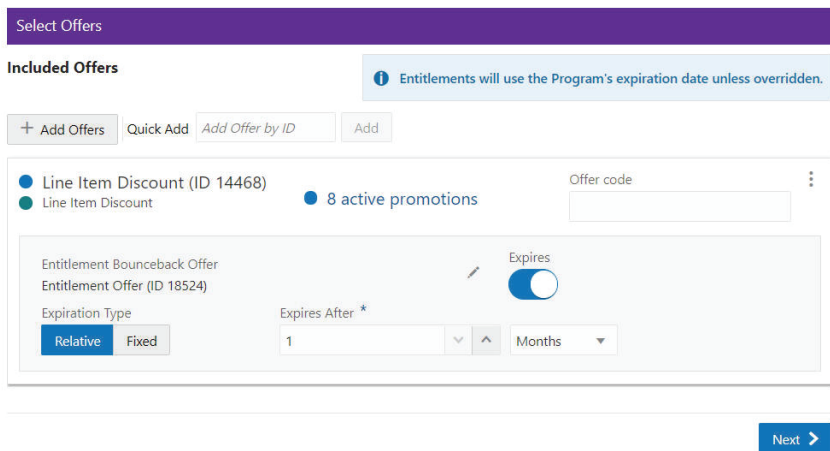 Select Offers
Included Offers
Entitlements will use the Program's expiration date unless overridden.
+ Add Offers Quick Add Add Offer by ID Add
Line Item Discount (ID 14468) 8 active promotions Offer code
Line Item Discount
Entitlement Bounceback Offer Expires
Entitlement Offer (ID 18524)
Expiration Type Expires After *
Relative Fixed 1 Months
Next